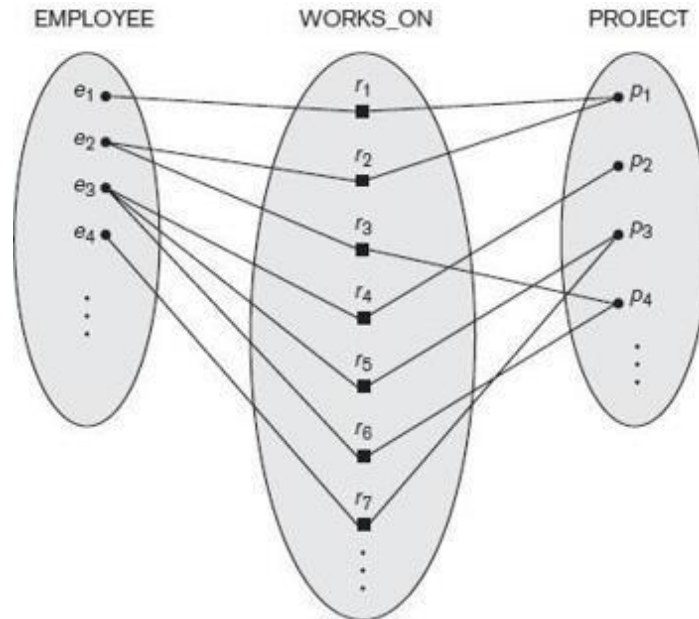 EMPLOYEE WORKS_ON PROJECT
e1 r1 p1
e2 r2 p2
e3 r3 p3
e4 r4 p4
r5
r6
r7